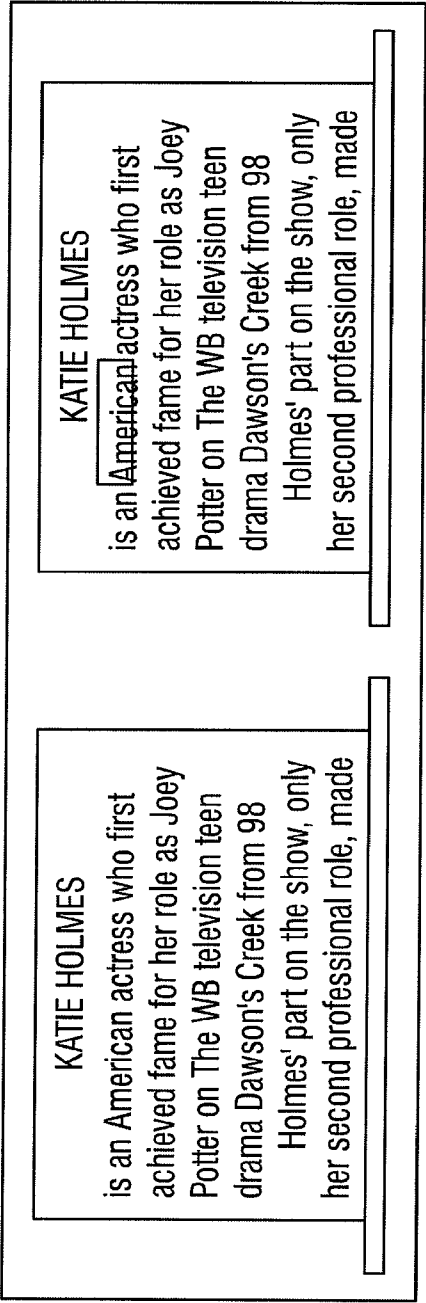 KATIE HOLMES
is an American actress who first
achieved fame for her role as Joey
Potter on The WB television teen
drama Dawson's Creek from 98
Holmes' part on the show, only
her second professional role, made
KATIE HOLMES
is an American actress who first
achieved fame for her role as Joey
Potter on The WB television teen
drama Dawson's Creek from 98
Holmes' part on the show, only
her second professional role, made